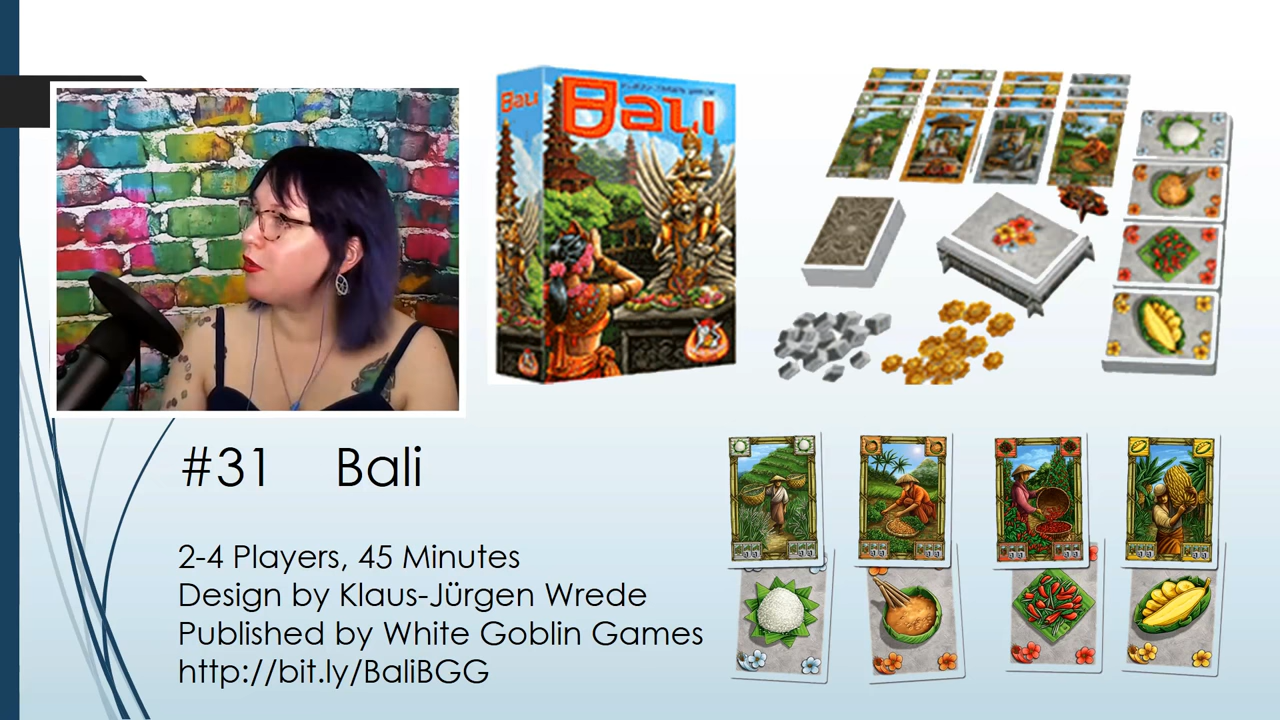 Bali
Bali
#31 Bali
2-4 Players, 45 Minutes
Design by Klaus-Jürgen Wrede
Published by White Goblin Games
http://bit.ly/BaliBGG